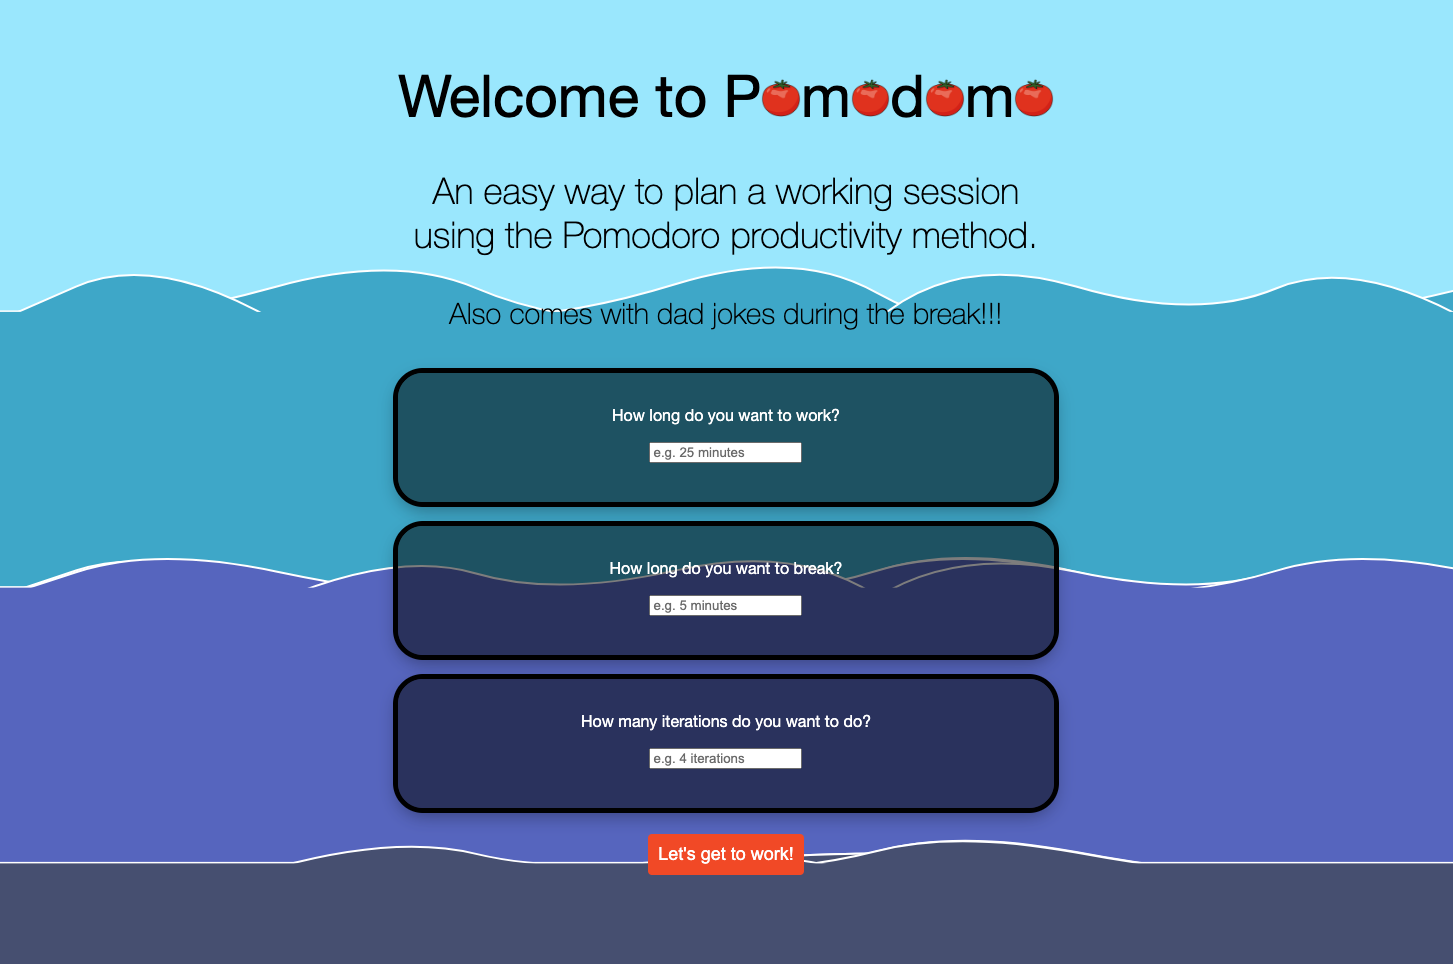 Welcome to P🍅m🍅d🍅m🍅
An easy way to plan a working session
using the Pomodoro productivity method.
Also comes with dad jokes during the break!!!
How long do you want to work?
e.g. 25 minutes
How long do you want to break?
e.g. 5 minutes
How many iterations do you want to do?
e.g. 4 iterations
Let's get to work!